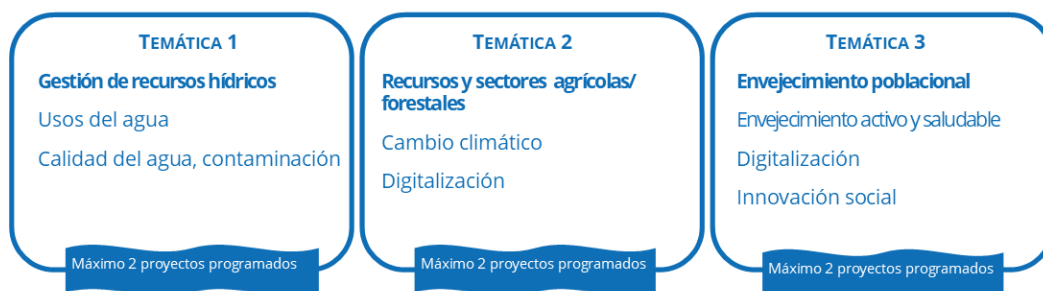 TEMÁTICA 1
Gestión de recursos hídricos
Usos del agua
Calidad del agua, contaminación
Máximo 2 proyectos programados
TEMÁTICA 2
Recursos y sectores agrícolas/
forestales
Cambio climático
Digitalización
Máximo 2 proyectos programados
TEMÁTICA 3
Envejecimiento poblacional
Envejecimiento activo y saludable
Digitalización
Innovación social
Máximo 2 proyectos programados